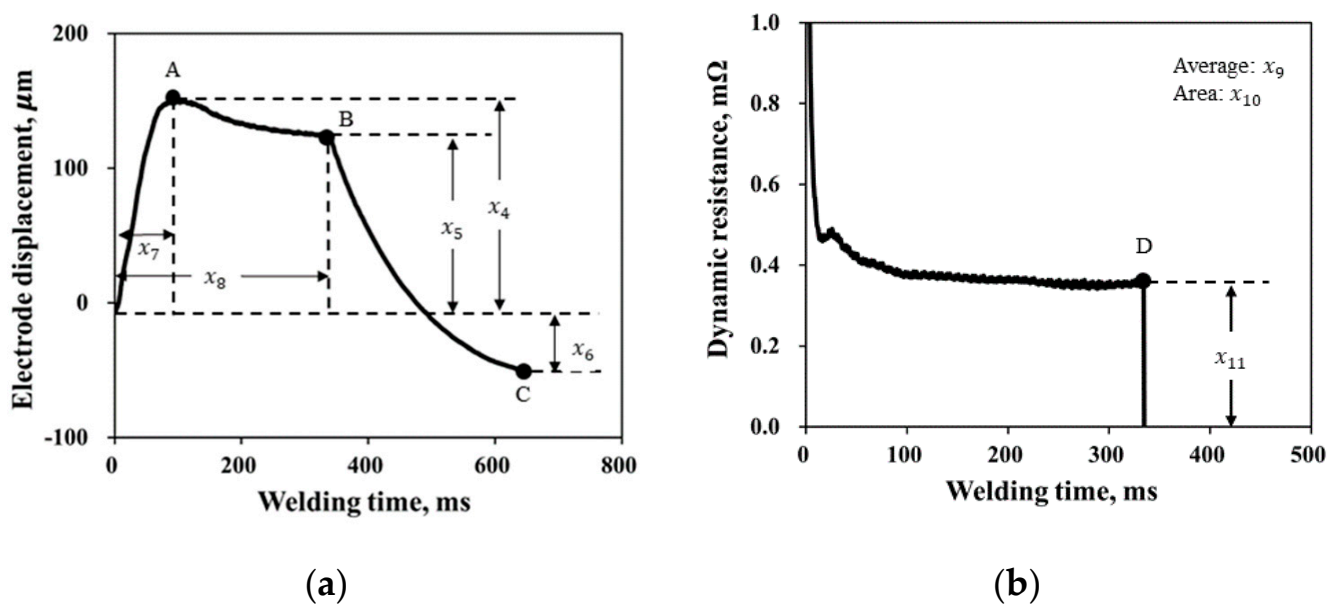 200
100
0
-100
0
200
400
600
800
Electrode displacement, μm
Welding time, ms
A
B
C
x₄
x₅
x₆
x₇
x₈
(a)
1.0
0.8
0.6
0.4
0.2
0.0
0
100
200
300
400
500
Dynamic resistance, mΩ
Welding time, ms
Average: x₉
Area: x₁₀
D
x₁₁
(b)